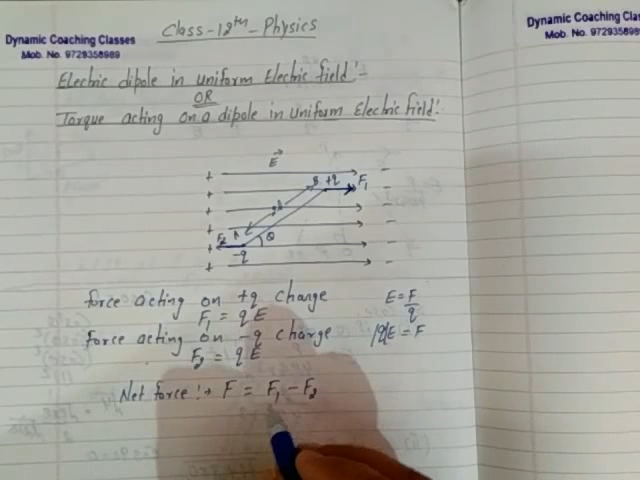 Dynamic Coaching Classes
Mob. No. 9729358989
Class-12th-Physics
Dynamic Coaching Clas
Mob. No. 972935898
Electric dipole in uniform Electric field:-
OR
Torque acting on a dipole in uniform Electric field:
E
+ -
+ +q F1 -
+ -
+ -
F2 θ
+ -
-q
+ -
force acting on +q charge
E = F/q
F1 = qE
force acting on -q charge
qE = F
F2 = qE
Net force :→ F = F1 - F2